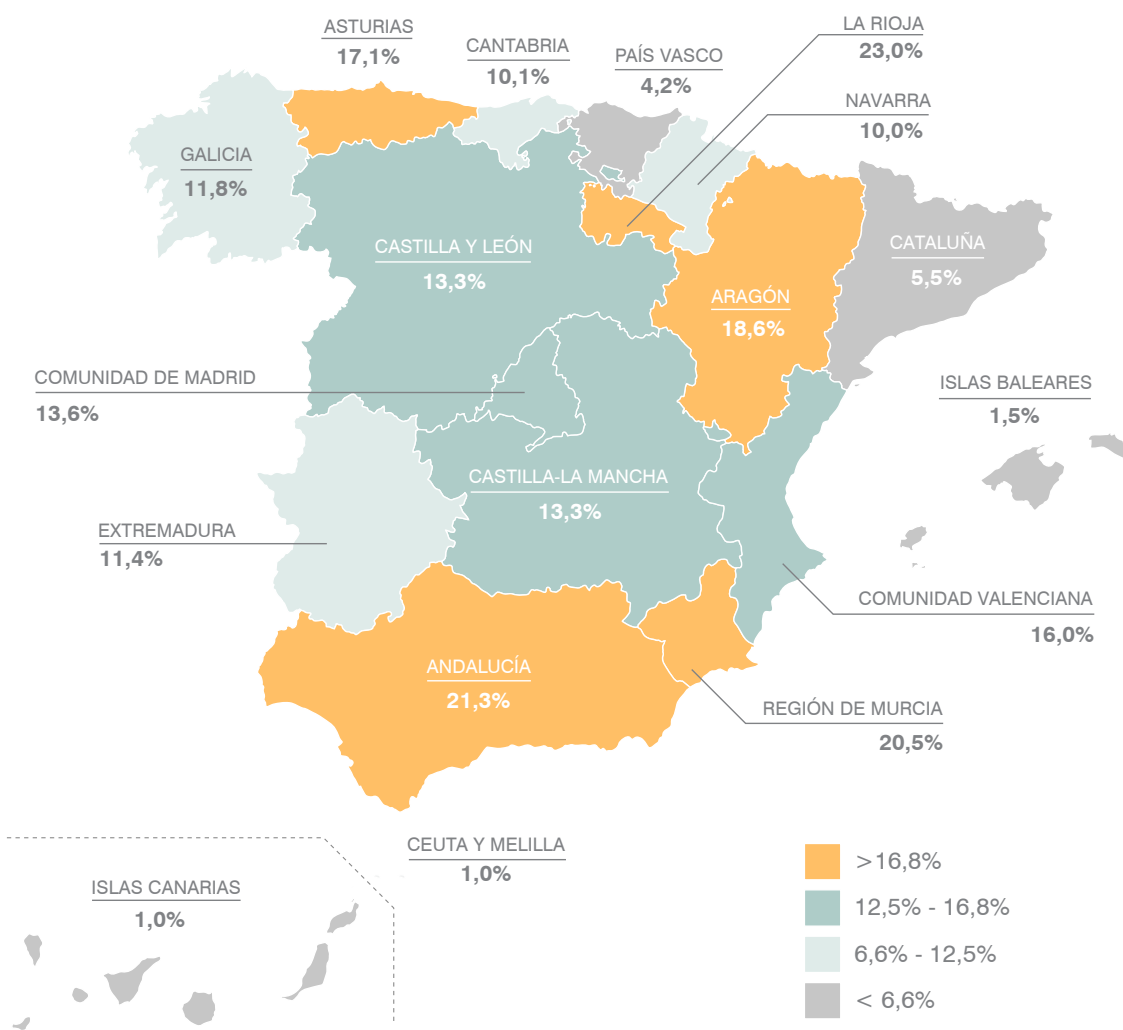 ASTURIAS
17,1%
CANTABRIA
10,1%
PAÍS VASCO
4,2%
LA RIOJA
23,0%
NAVARRA
10,0%
GALICIA
11,8%
CASTILLA Y LEÓN
13,3%
CATALUÑA
5,5%
ARAGÓN
18,6%
COMUNIDAD DE MADRID
13,6%
ISLAS BALEARES
1,5%
CASTILLA-LA MANCHA
13,3%
EXTREMADURA
11,4%
COMUNIDAD VALENCIANA
16,0%
ANDALUCÍA
21,3%
REGIÓN DE MURCIA
20,5%
CEUTA Y MELILLA
1,0%
ISLAS CANARIAS
1,0%
>16,8%
12,5% - 16,8%
6,6% - 12,5%
< 6,6%